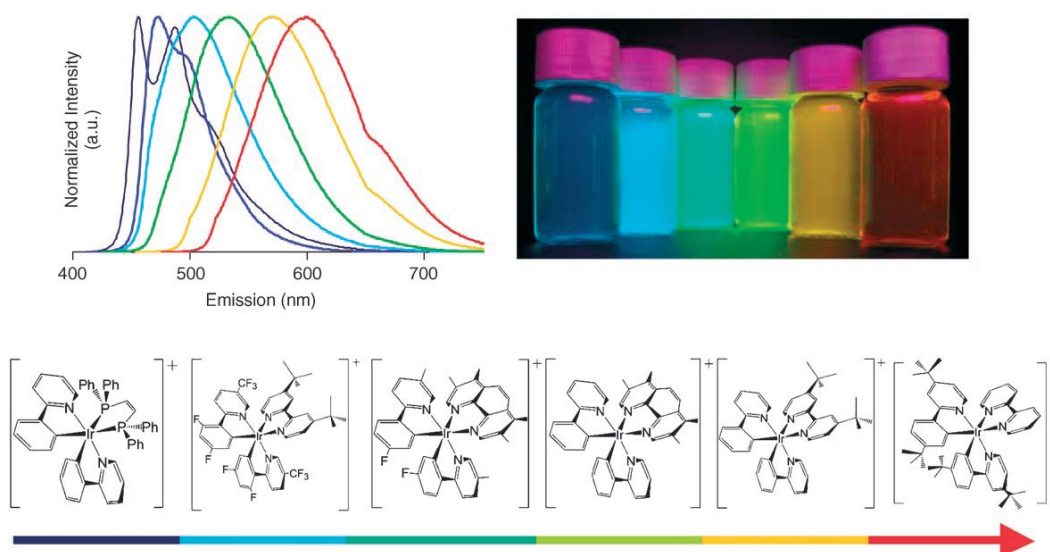 Normalized Intensity
(a.u.)
400
500
600
700
Emission (nm)
+
Ph Ph
N
P
Ir
P
Ph
Ph
N
+
CF3
F
N
N
Ir
N
F
F
N
CF3
F
+
N
N
Ir
N
F
F
N
+
N
N
Ir
N
N
+
N
N
Ir
N
N
+
N
N
Ir
N
N